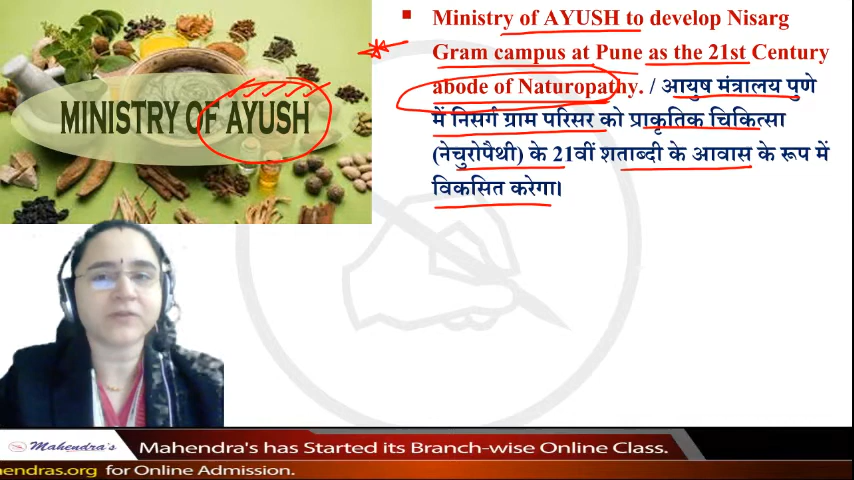 MINISTRY OF AYUSH
Ministry of AYUSH to develop Nisarg
Gram campus at Pune as the 21st Century
abode of Naturopathy. / आयुष मंत्रालय पुणे
में निसर्ग ग्राम परिसर को प्राकृतिक चिकित्सा
(नेचुरोपैथी) के 21वीं शताब्दी के आवास के रूप में
विकसित करेगा।
Mahendra's
Mahendra's has Started its Branch-wise Online Class.
hendras.org for Online Admission.